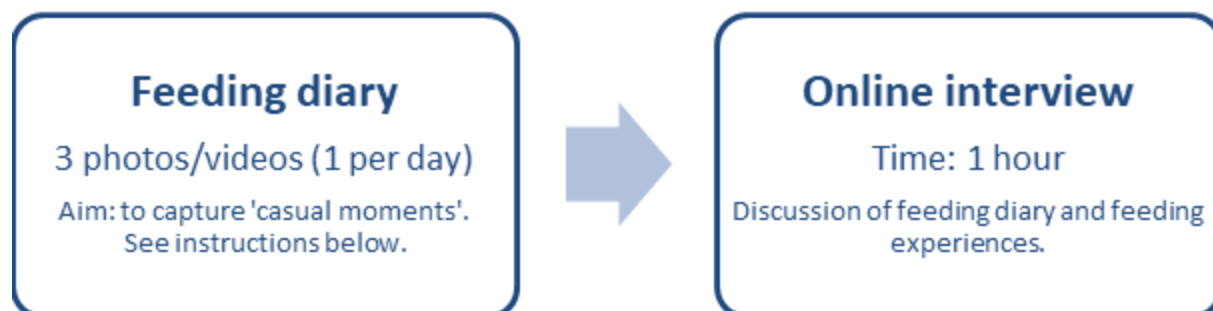 Feeding diary
3 photos/videos (1 per day)
Aim: to capture 'casual moments'.
See instructions below.
Online interview
Time: 1 hour
Discussion of feeding diary and feeding
experiences.